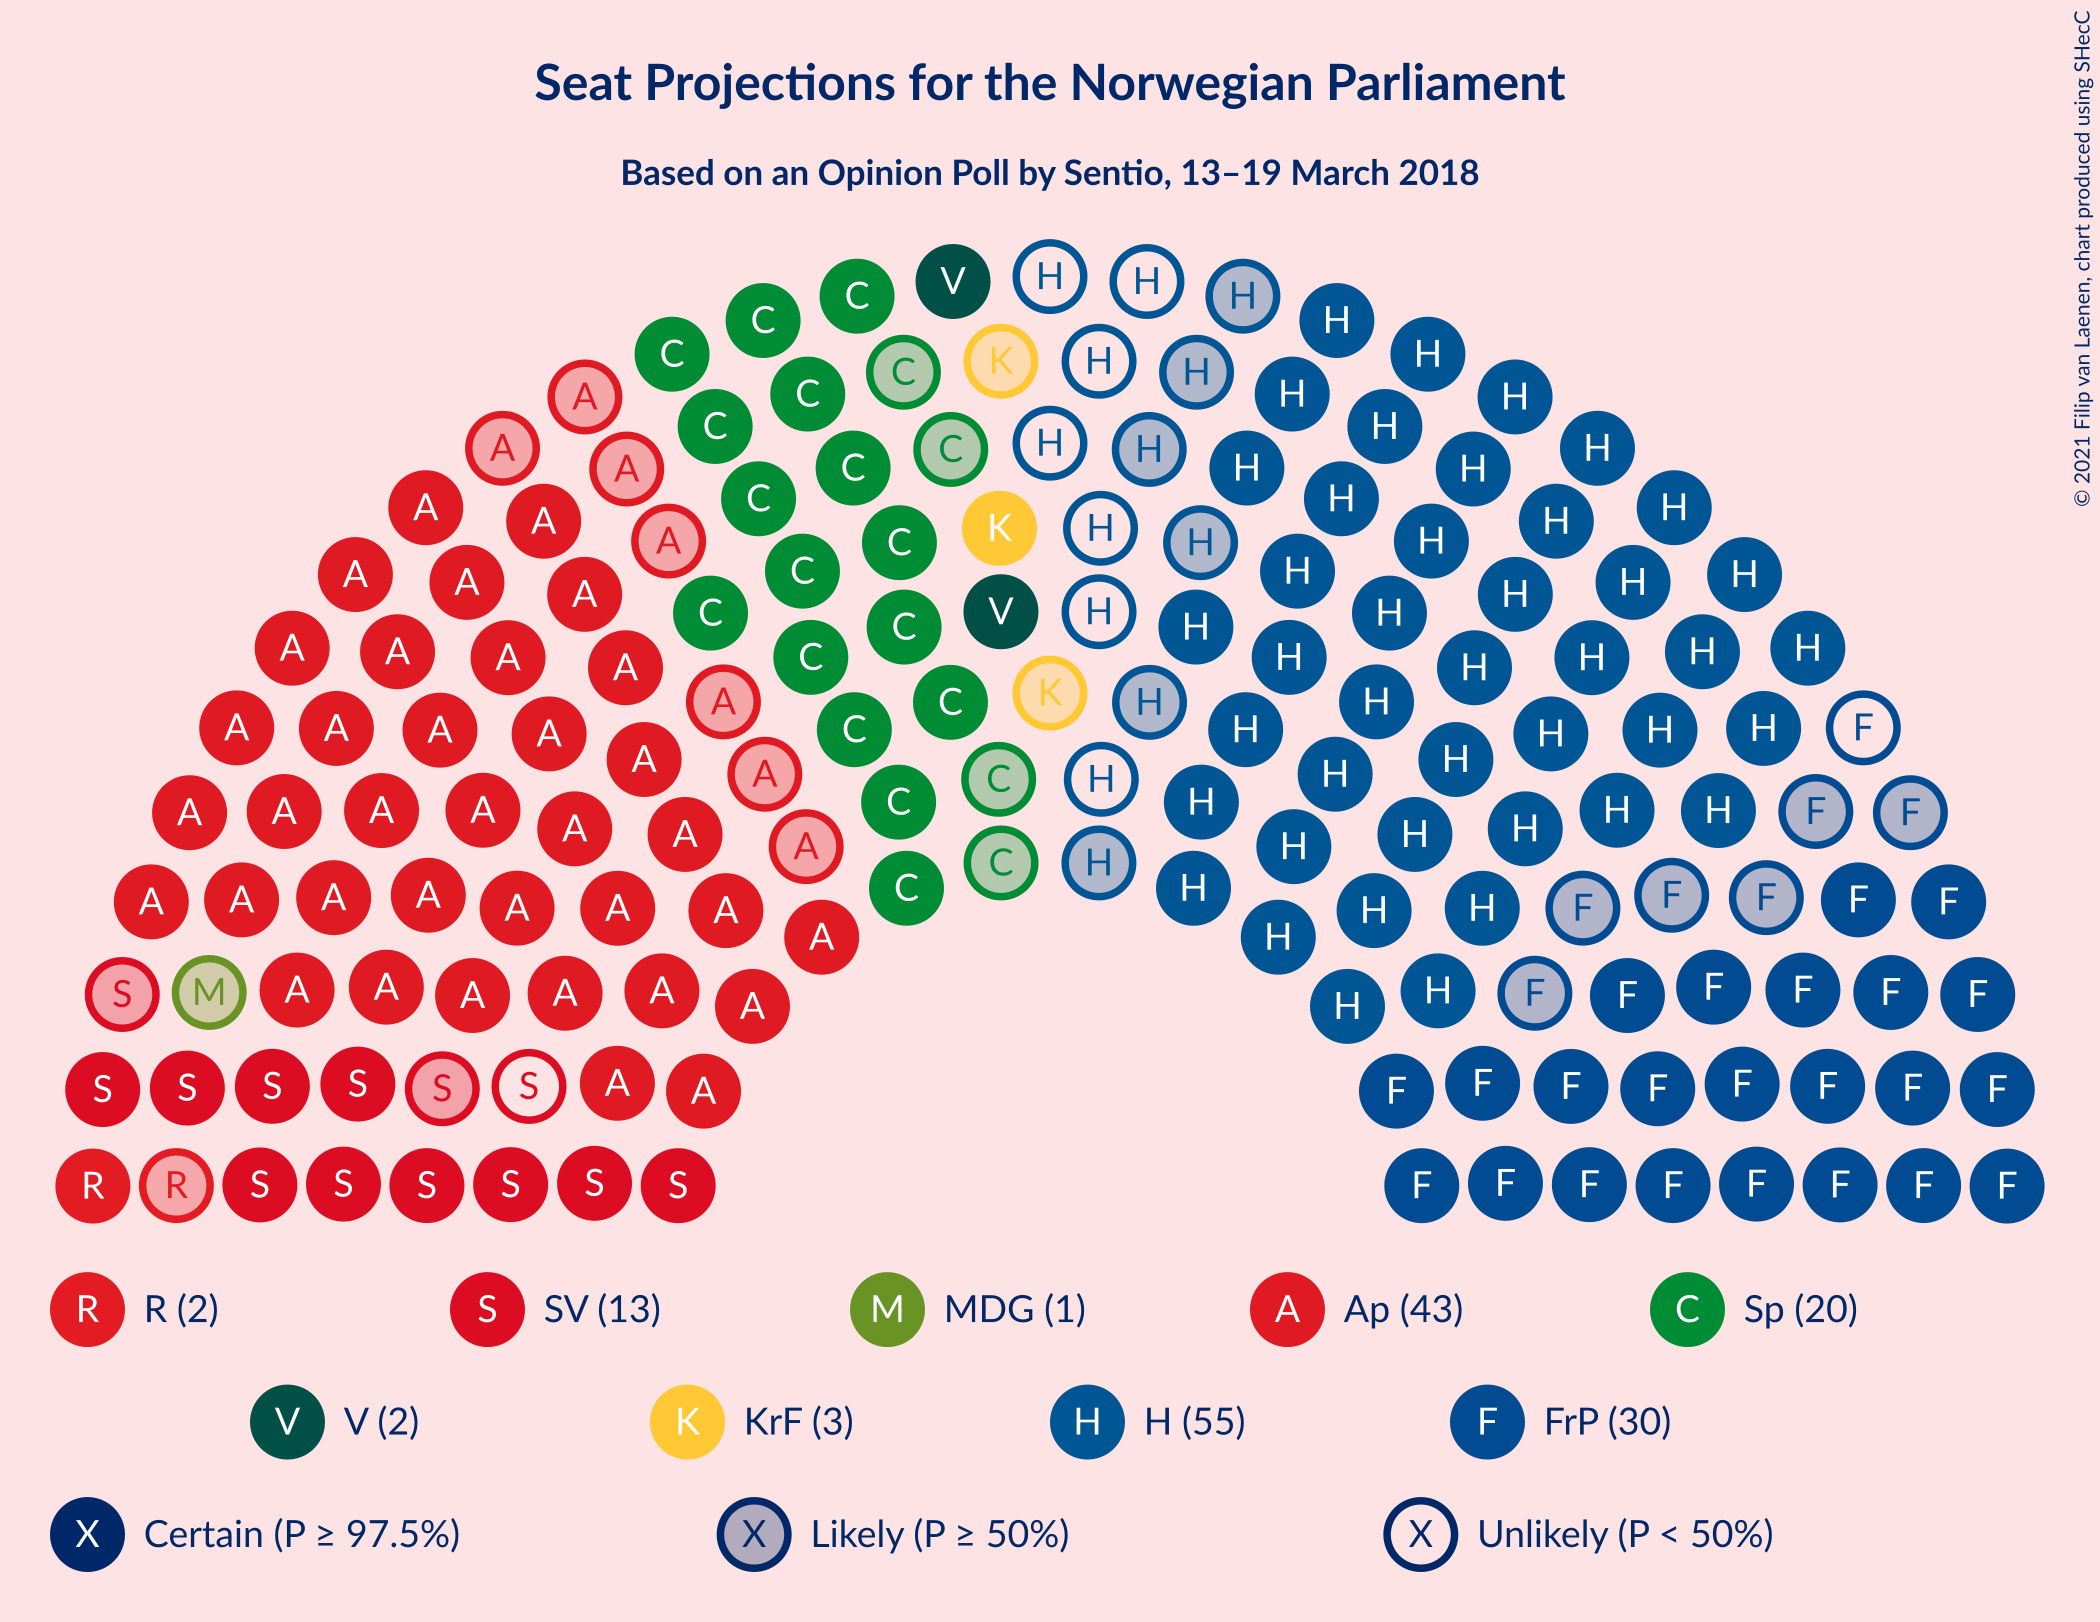 Seat Projections for the Norwegian Parliament
Based on an Opinion Poll by Sentio, 13–19 March 2018
© 2021 Filip van Laenen, chart produced using SHecC
V H H H
C C H H
C C K H H H
A C C H H
A C C H H H
A C C H H
A A C C H H H
A A C K H H H
A A C C H H
A A C V H H H
A A C C H H
A A A C K H H H
A A A C C H H F
A A A A C H H H H
A A A A C C H H H F F
A A A A A C H H H F F F F
A A A A A A A A H H H F F F F F
S M A A A A A A H H F F F F F F
S S S S S S A A F F F F F F F F
R R S S S S S S F F F F F F F F
R R (2) S SV (13) M MDG (1) A Ap (43) C Sp (20)
V V (2) K KrF (3) H H (55) F FrP (30)
X Certain (P ≥ 97.5%) X Likely (P ≥ 50%) X Unlikely (P < 50%)